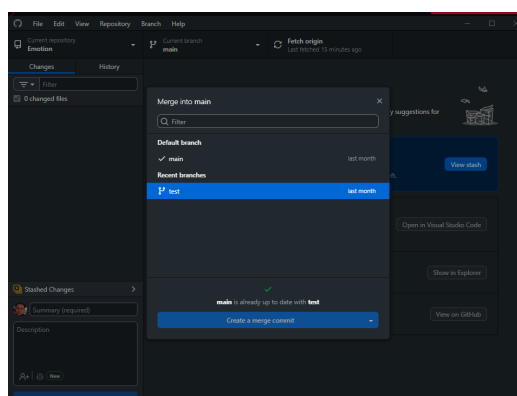 File Edit View Repository Branch Help
Current repository
Emotion
Current branch
main
Fetch origin
Last fetched 15 minutes ago
Changes History
Filter
0 changed files
Merge into main
Filter
Default branch
main last month
Recent branches
test last month
y suggestions for
View stash
Open in Visual Studio Code
Show in Explorer
View on GitHub
Stashed Changes
main is already up to date with test
Create a merge commit
Summary (required)
Description
New